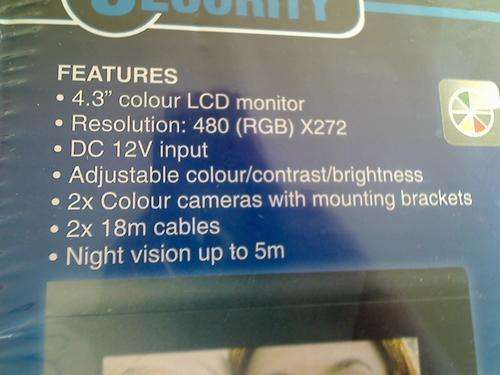 SECURITY
FEATURES
• 4.3” colour LCD monitor
• Resolution: 480 (RGB) X272
• DC 12V input
• Adjustable colour/contrast/brightness
• 2x Colour cameras with mounting brackets
• 2x 18m cables
• Night vision up to 5m